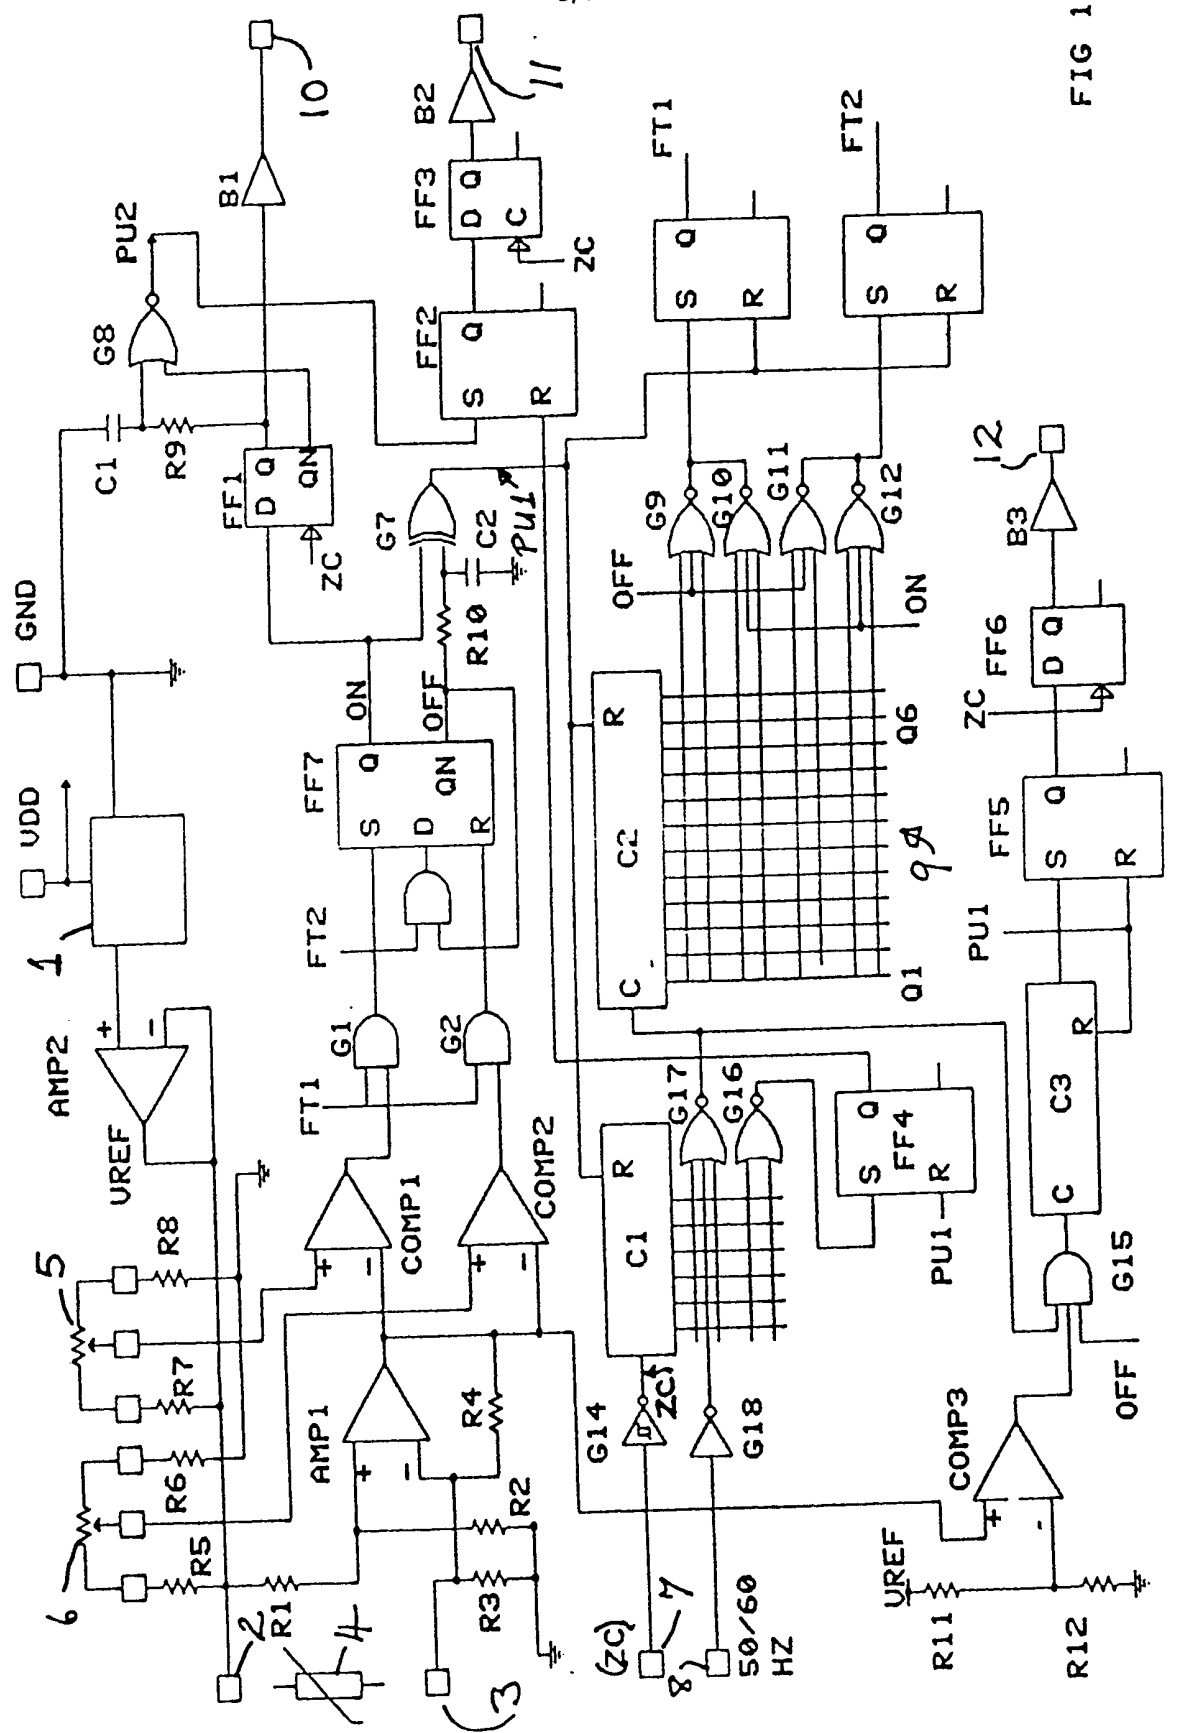 FIG 1
GND
VDD
1
AMP2
+
-
VREF
5
R8
R7
6
R6
R5
2
R1
4
3
AMP1
+
-
R4
R2
R3
COMP1
+
-
COMP2
+
-
FT1
G1
G2
FT2
FF7
S
D
R
Q
QN
ON
OFF
R10
C2
G7
PU1
FF1
D
Q
QN
ZC
C1
R9
G8
PU2
B1
10
FF2
S
R
Q
FF3
D
Q
C
ZC
B2
11
(ZC)
7
8
50/60
HZ
G14
ZC)
G18
C1
R
G17
G16
C
C2
R
Q1
9
Q6
OFF
ON
G9
G10
G11
G12
S
R
Q
FT1
S
R
Q
FT2
S
Q
FF4
R
PU1
VREF
R11
R12
COMP3
+
-
OFF
G15
C
C3
R
PU1
FF5
S
R
Q
ZC
FF6
D
Q
B3
12